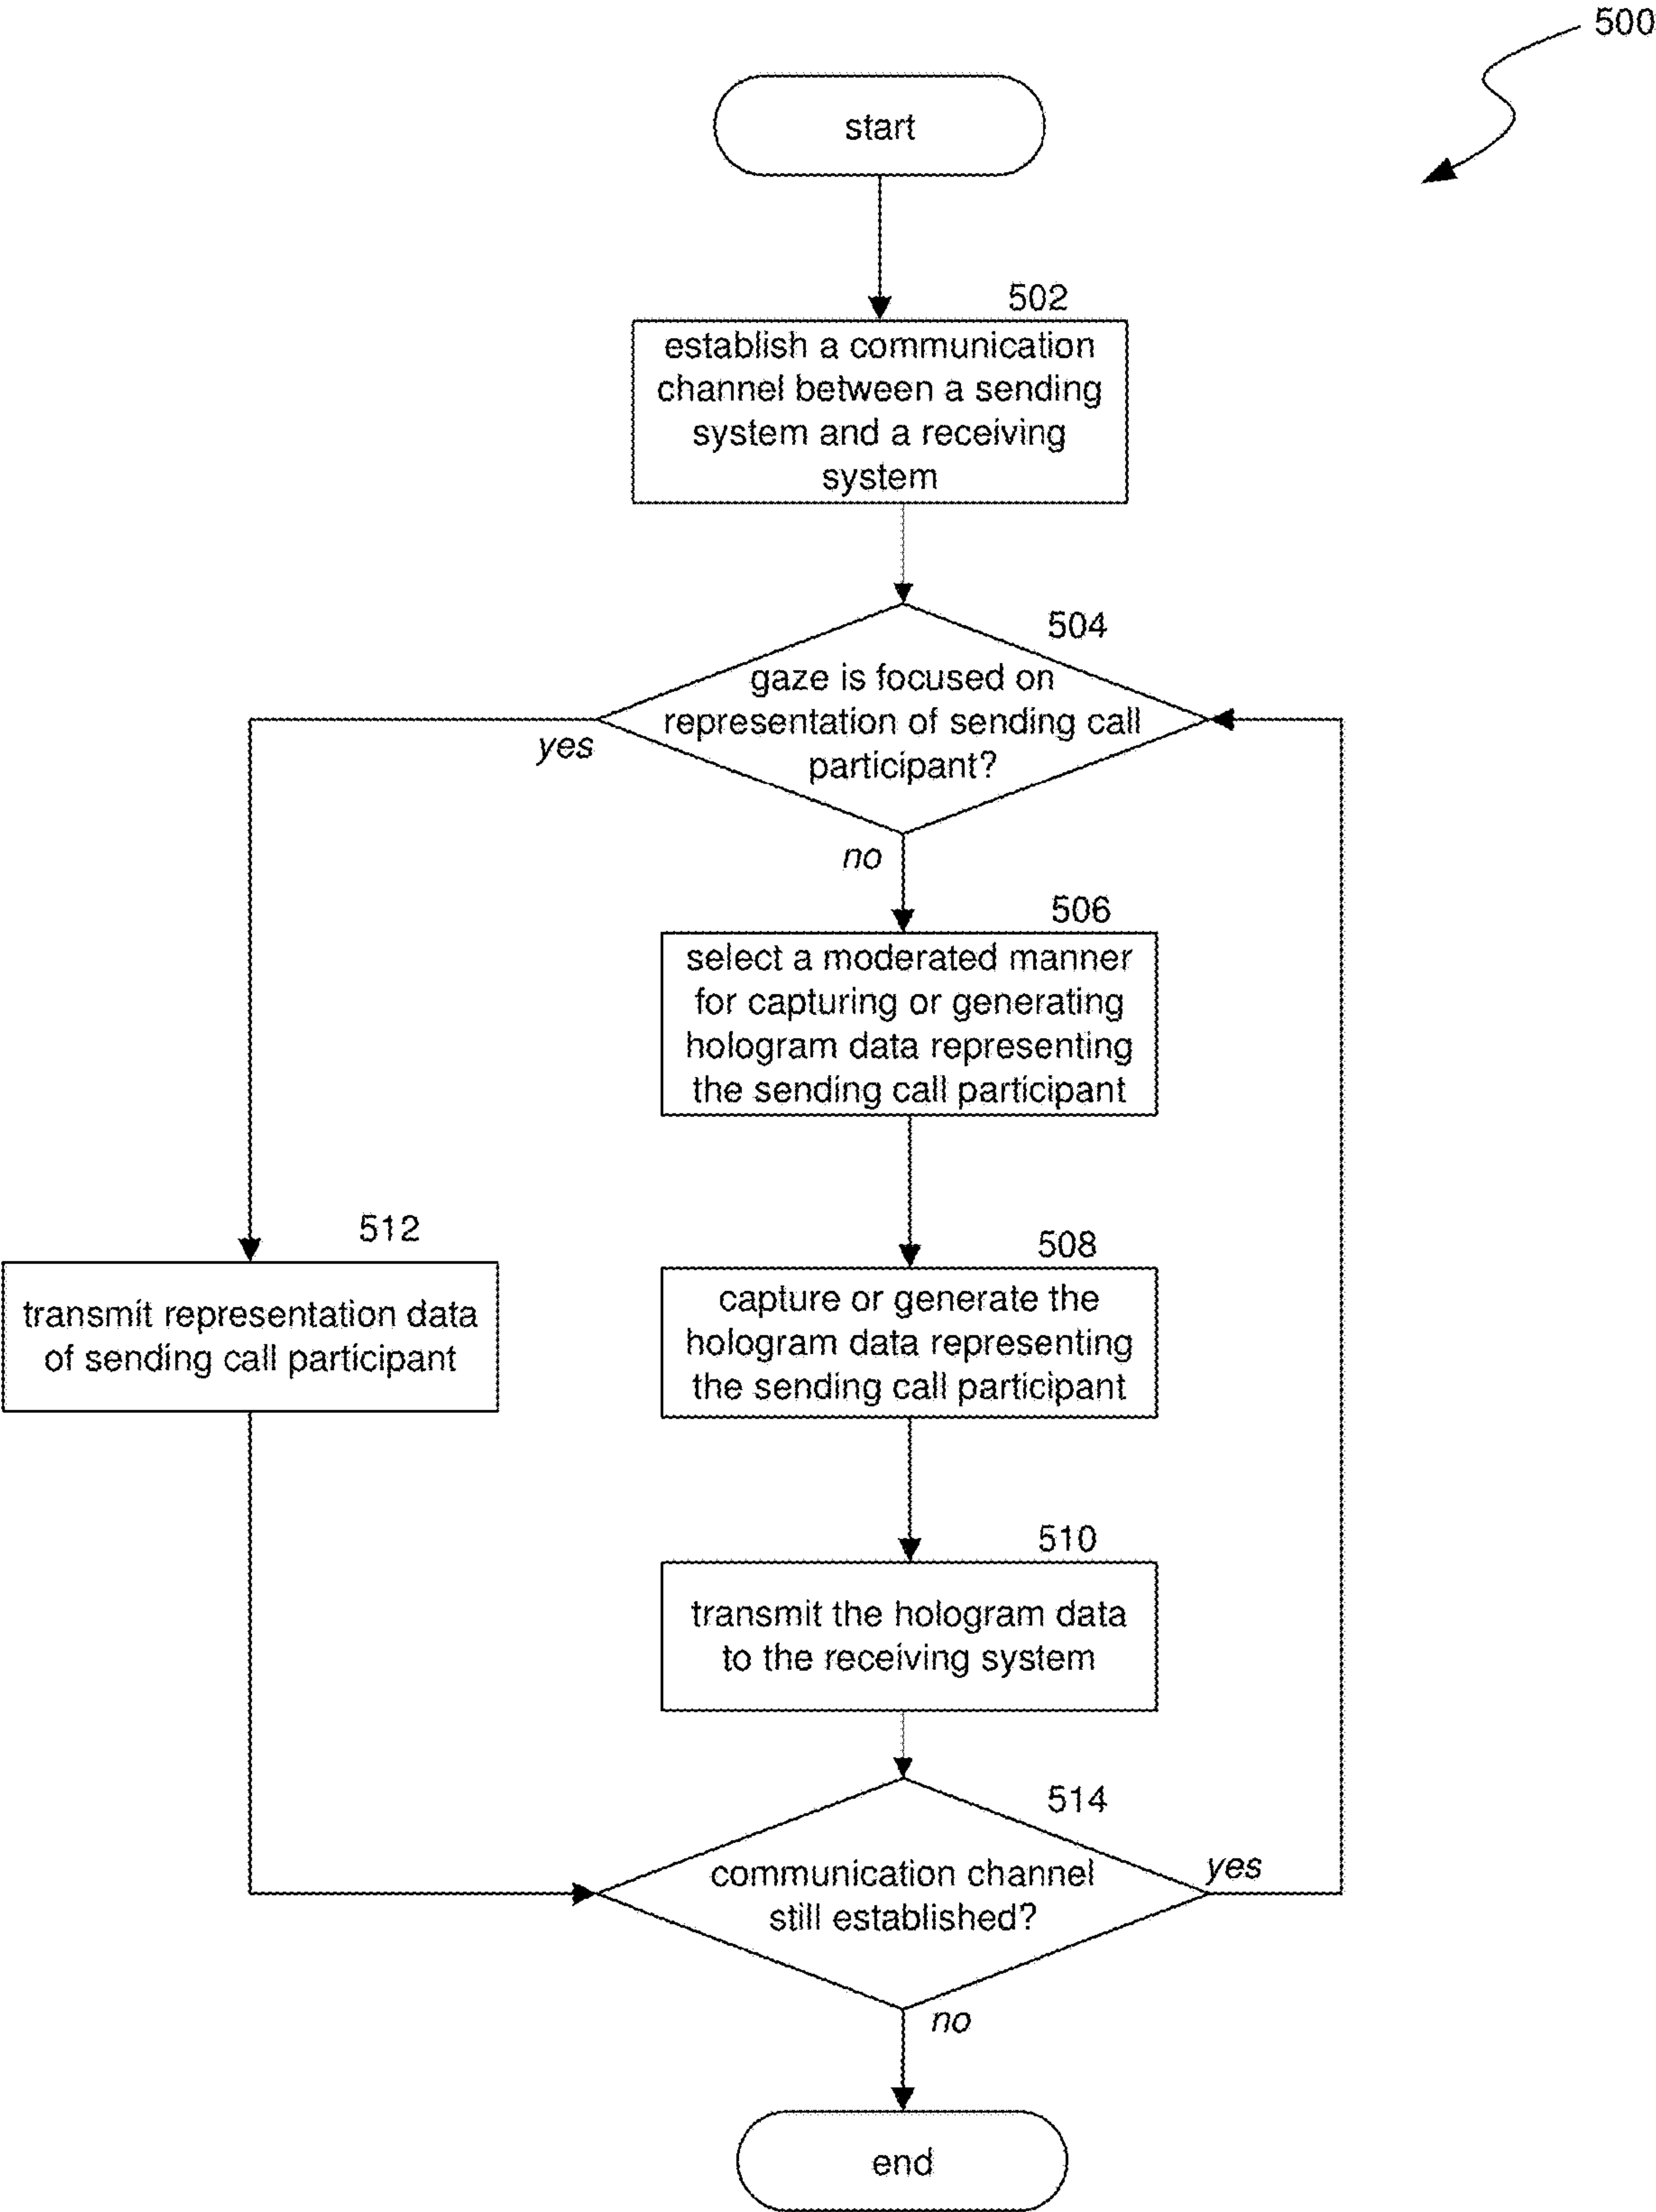 500
start
502
establish a communication
channel between a sending
system and a receiving
system
504
gaze is focused on
representation of sending call
participant?
yes
no
506
select a moderated manner
for capturing or generating
hologram data representing
the sending call participant
512
transmit representation data
of sending call participant
508
capture or generate the
hologram data representing
the sending call participant
510
transmit the hologram data
to the receiving system
514
communication channel
still established?
yes
no
end